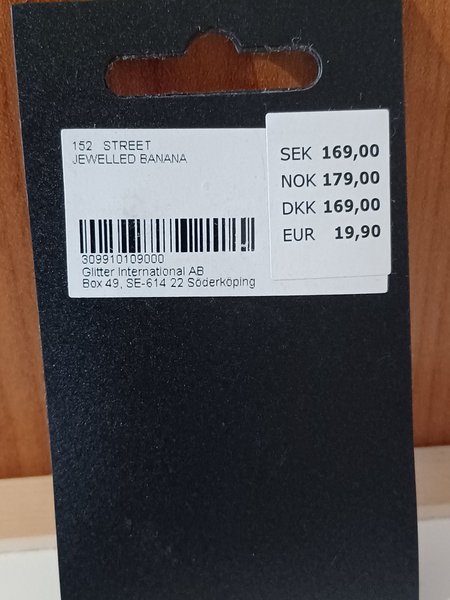 152 STREET
JEWELLED BANANA
309910109000
Glitter International AB
Box 49, SE-614 22 Söderköping
SEK 169,00
NOK 179,00
DKK 169,00
EUR 19,90